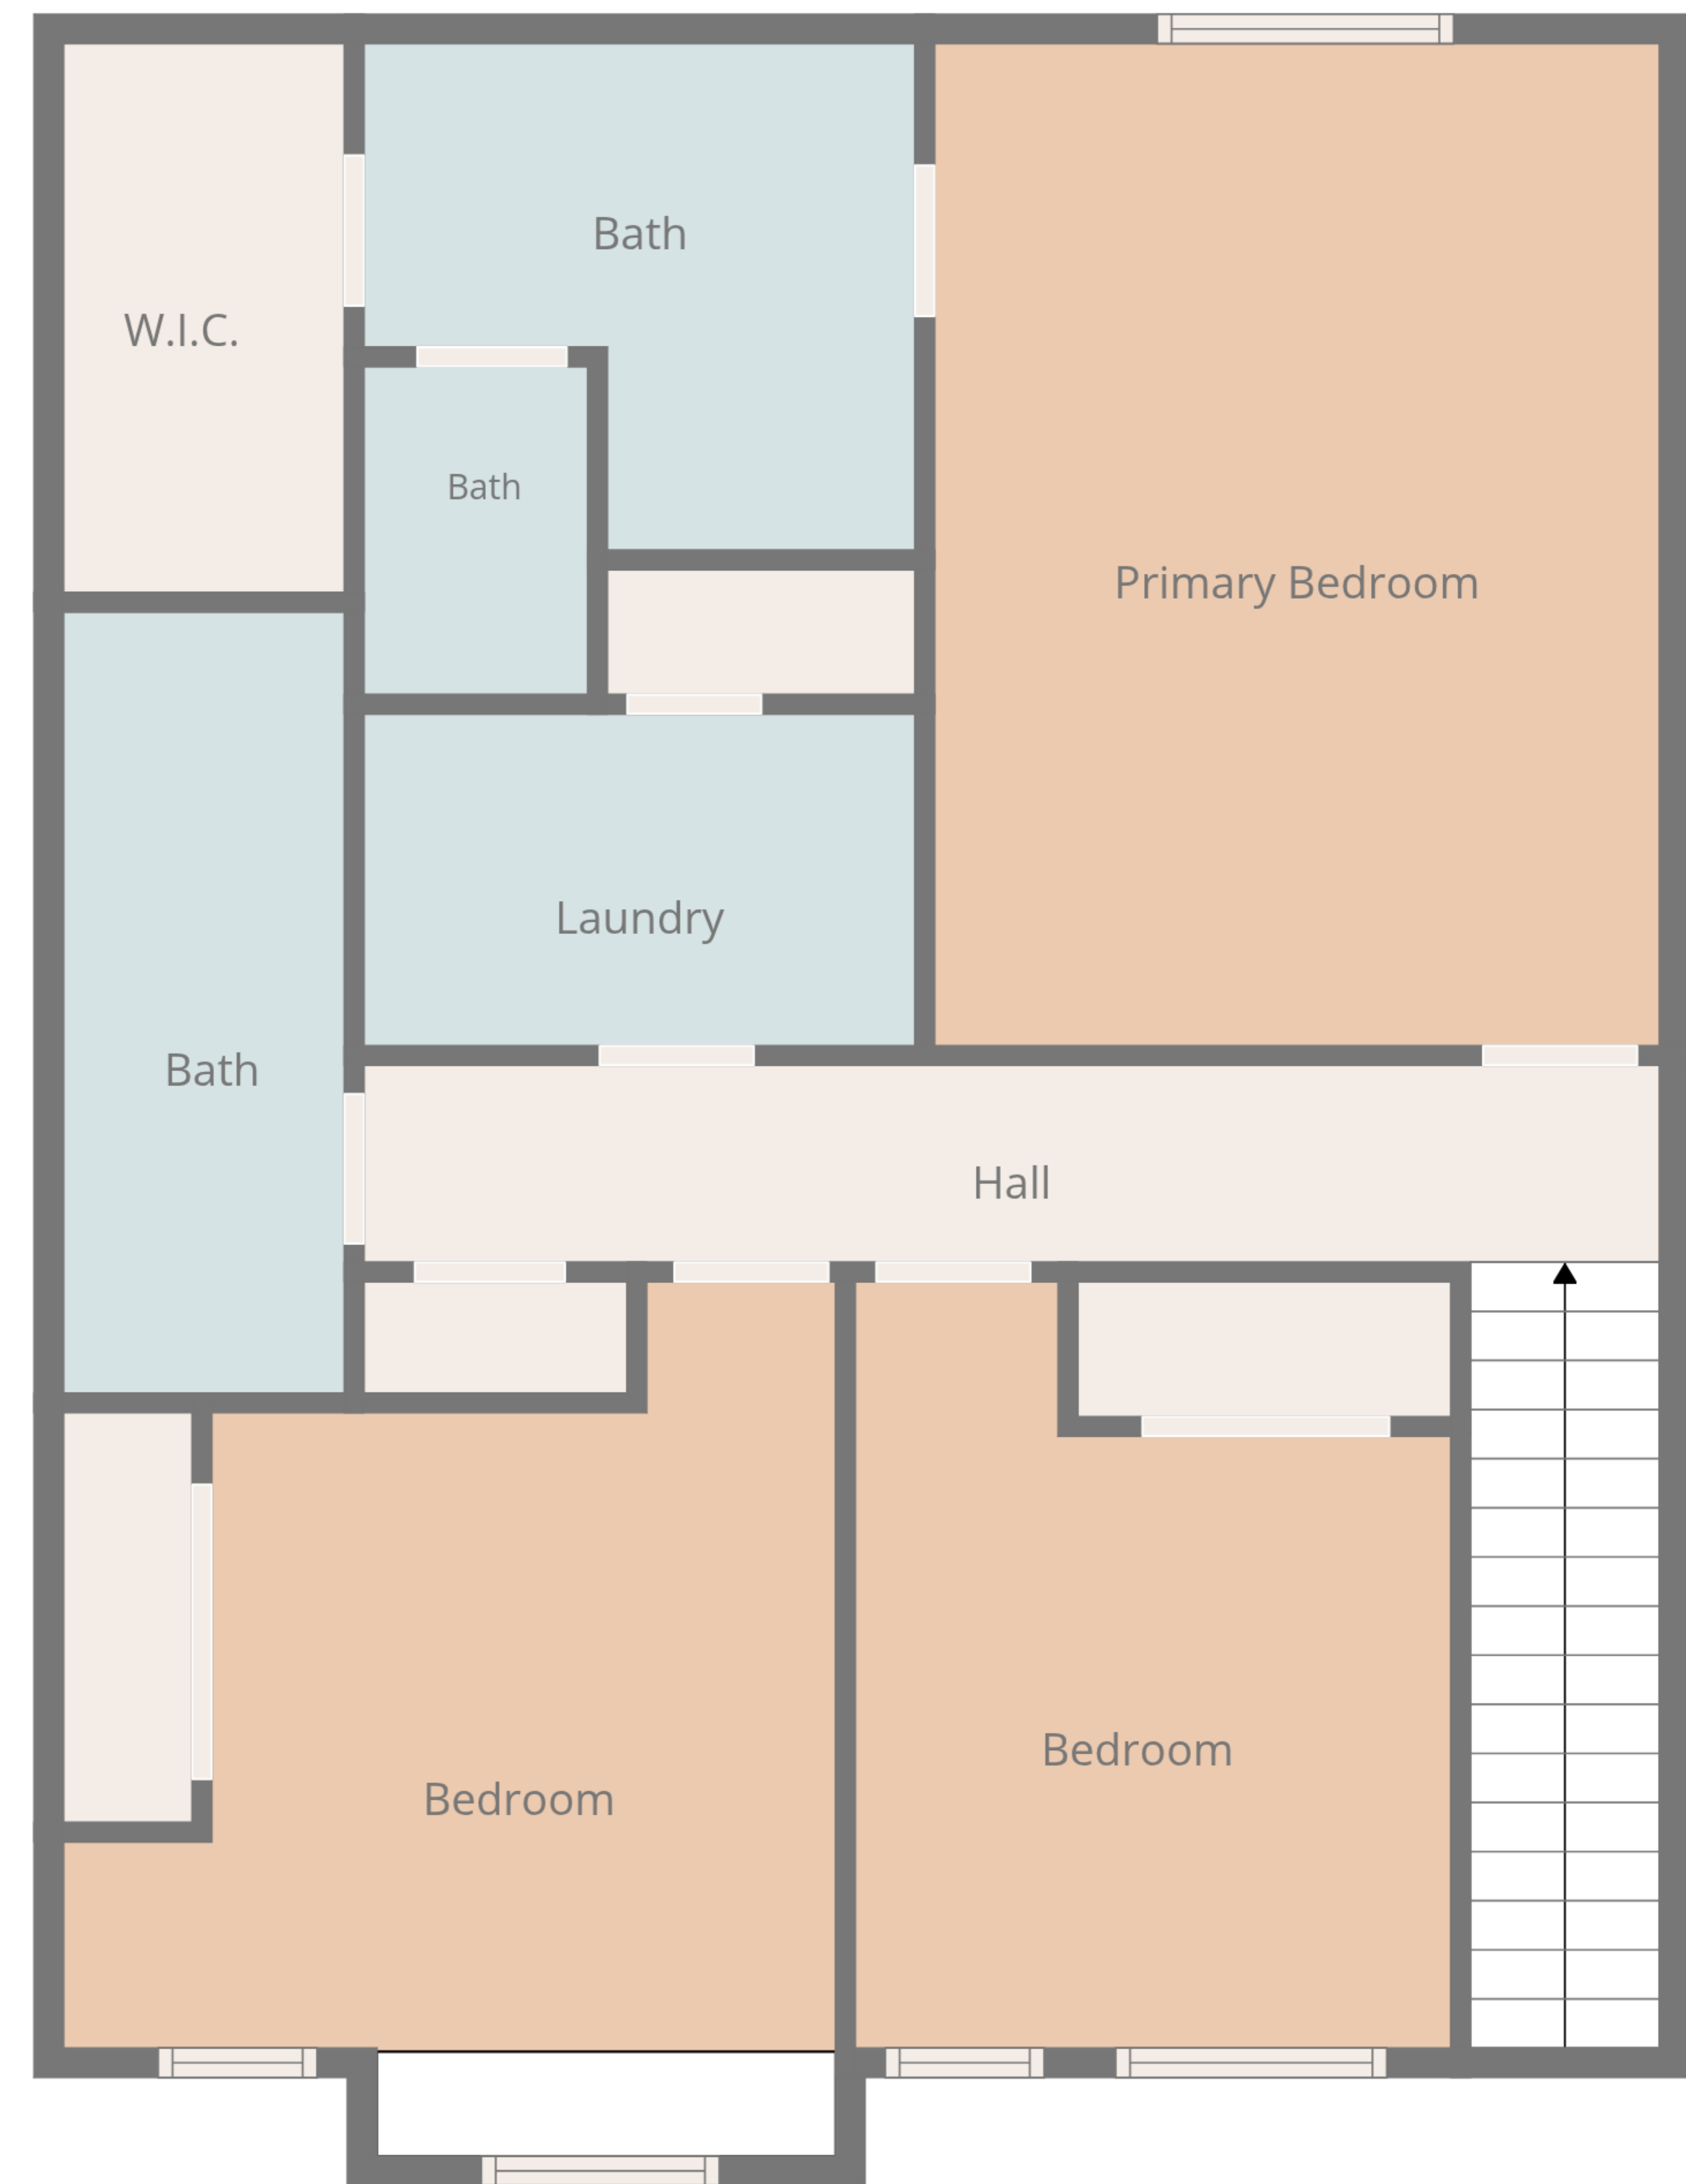 Bath
W.I.C.
Bath
Primary Bedroom
Laundry
Bath
Hall
Bedroom
Bedroom